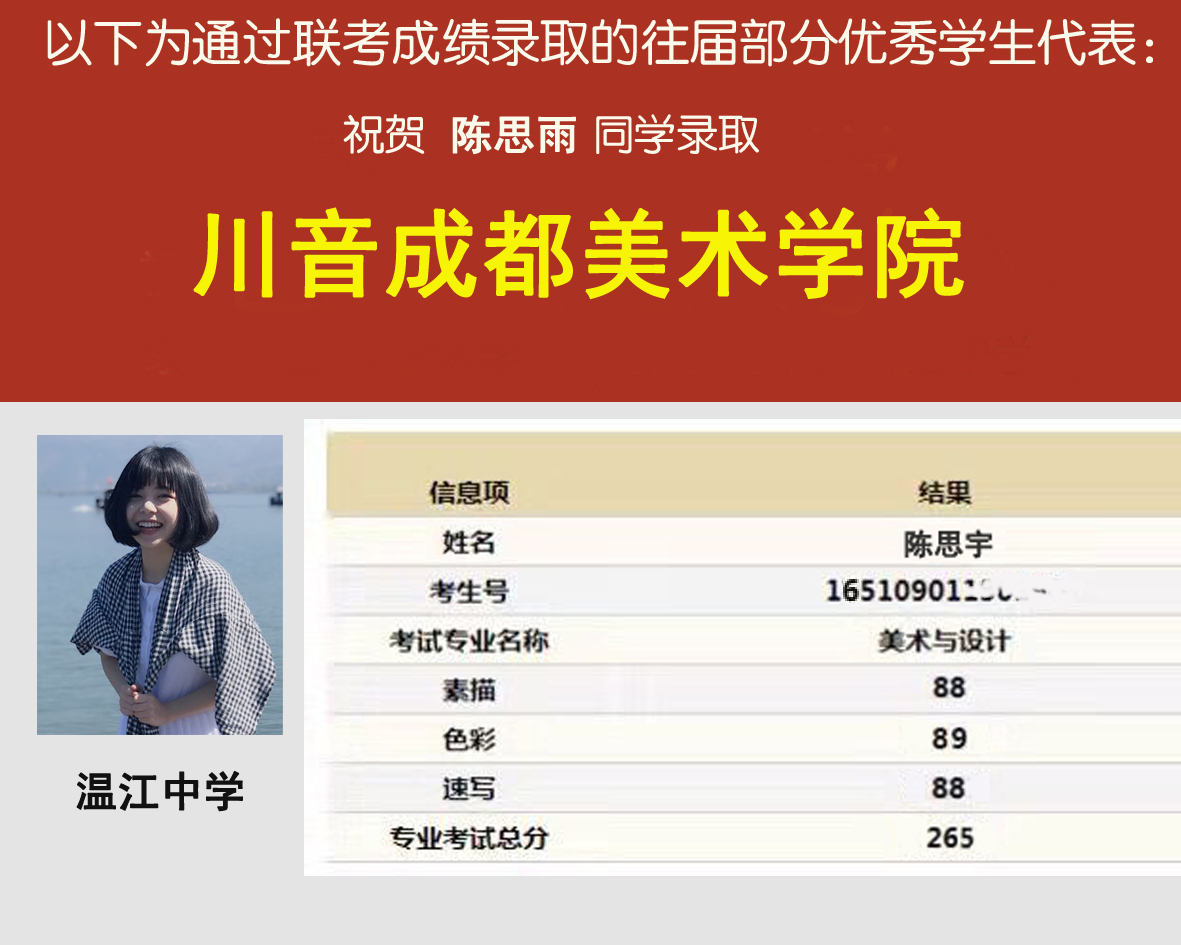 以下为通过联考成绩录取的往届部分优秀学生代表：
祝贺 陈思雨 同学录取
川音成都美术学院
信息项 结果
姓名 陈思宇
考生号
考试专业名称 美术与设计
素描 88
色彩 89
速写 88
专业考试总分 265
温江中学